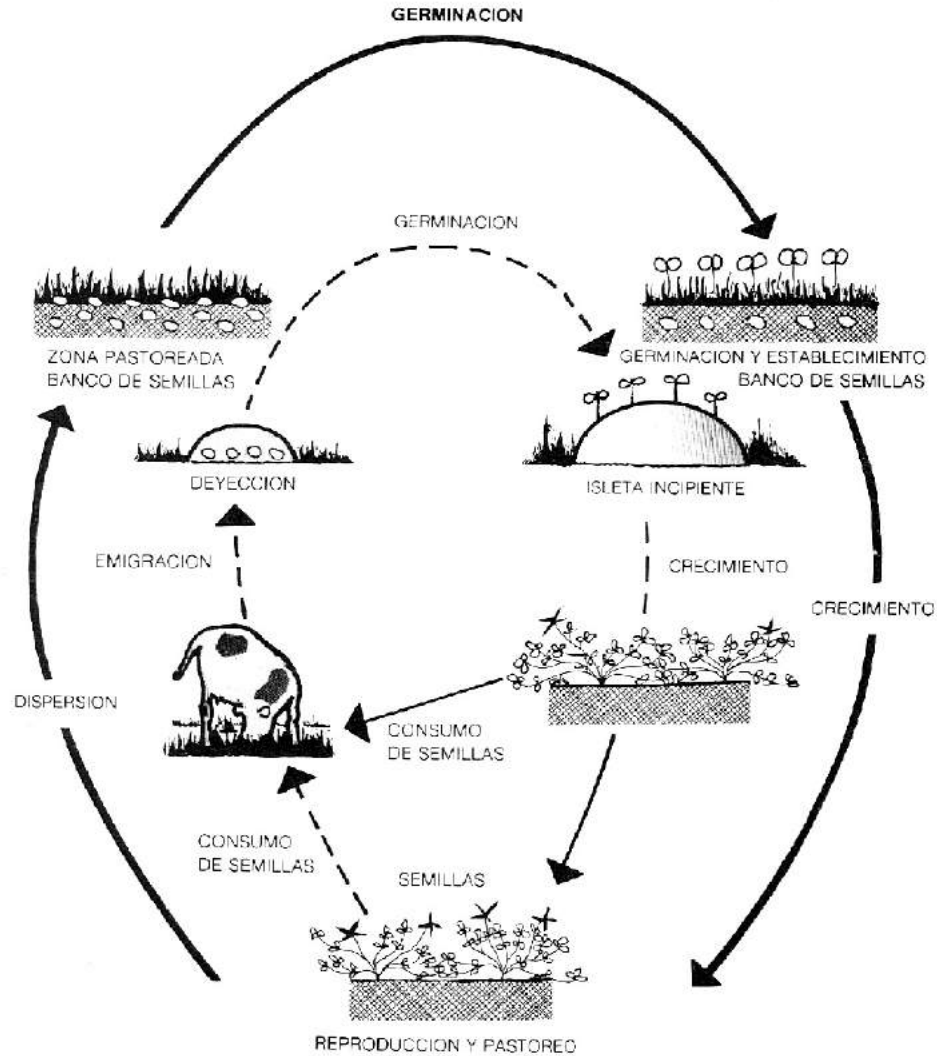 GERMINACION
GERMINACION
ZONA PASTOREADA
BANCO DE SEMILLAS
GERMINACION Y ESTABLECIMIENTO
BANCO DE SEMILLAS
DEYECCION
ISLETA INCIPIENTE
EMIGRACION
CRECIMIENTO
CRECIMIENTO
DISPERSION
CONSUMO
DE SEMILLAS
CONSUMO
DE SEMILLAS
SEMILLAS
REPRODUCCION Y PASTOREO